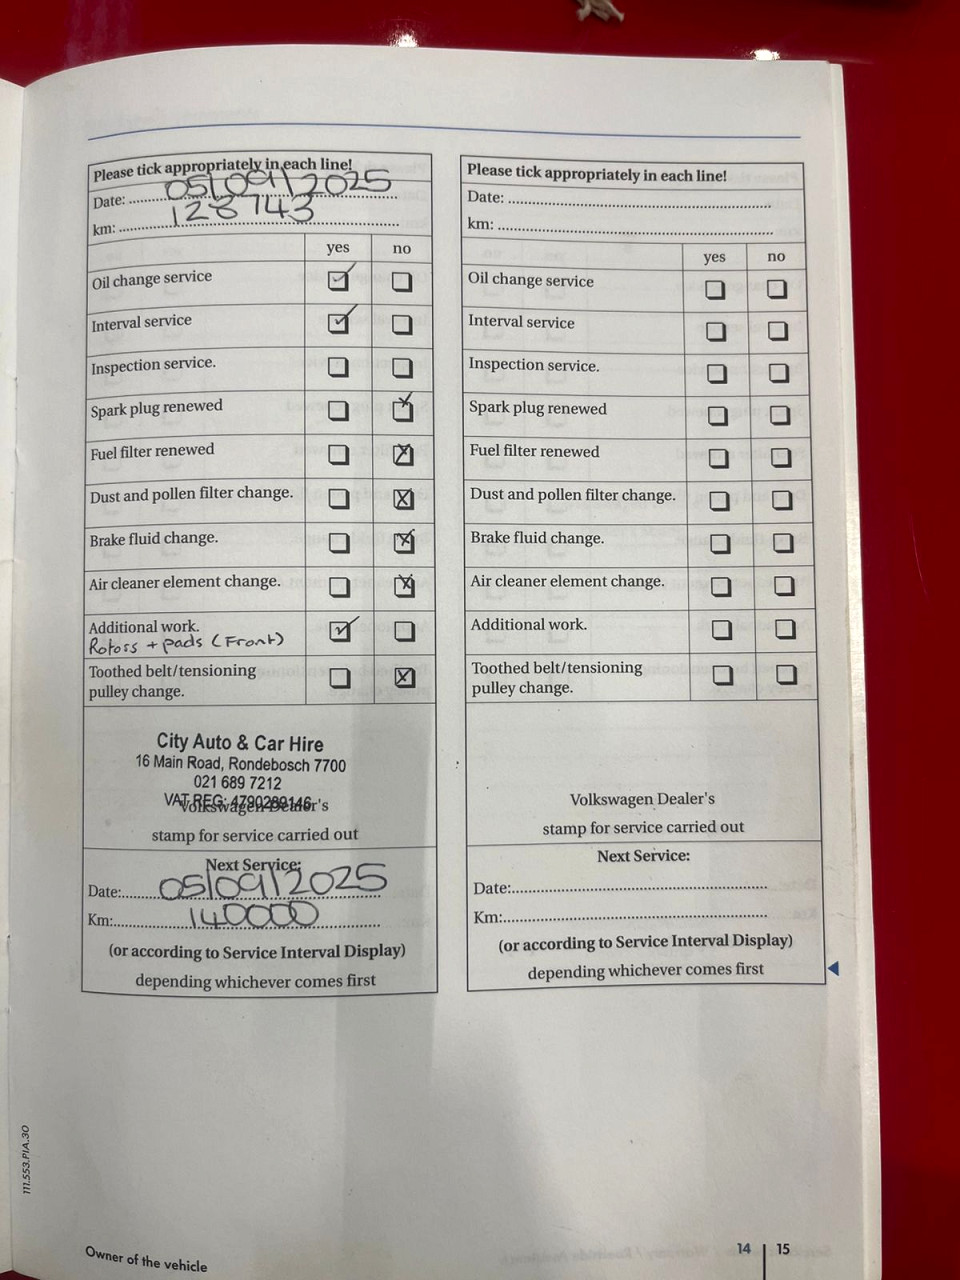 Please tick appropriately in each line!
Date: 05/09/2025
km: 128743
yes no
Oil change service
Interval service
Inspection service.
Spark plug renewed
Fuel filter renewed
Dust and pollen filter change.
Brake fluid change.
Air cleaner element change.
Additional work.
Rotoss + pads (Front)
Toothed belt/tensioning
pulley change.
City Auto & Car Hire
16 Main Road, Rondebosch 7700
021 689 7212
VAT REG: 4790289146
Volkswagen Dealer's
stamp for service carried out
Next Service:
Date: 05/09/2025
Km: 140000
(or according to Service Interval Display)
depending whichever comes first
Please tick appropriately in each line!
Date:
km:
yes no
Oil change service
Interval service
Inspection service.
Spark plug renewed
Fuel filter renewed
Dust and pollen filter change.
Brake fluid change.
Air cleaner element change.
Additional work.
Toothed belt/tensioning
pulley change.
Volkswagen Dealer's
stamp for service carried out
Next Service:
Date:
Km:
(or according to Service Interval Display)
depending whichever comes first
111.553.PIA.30
Owner of the vehicle
14 | 15